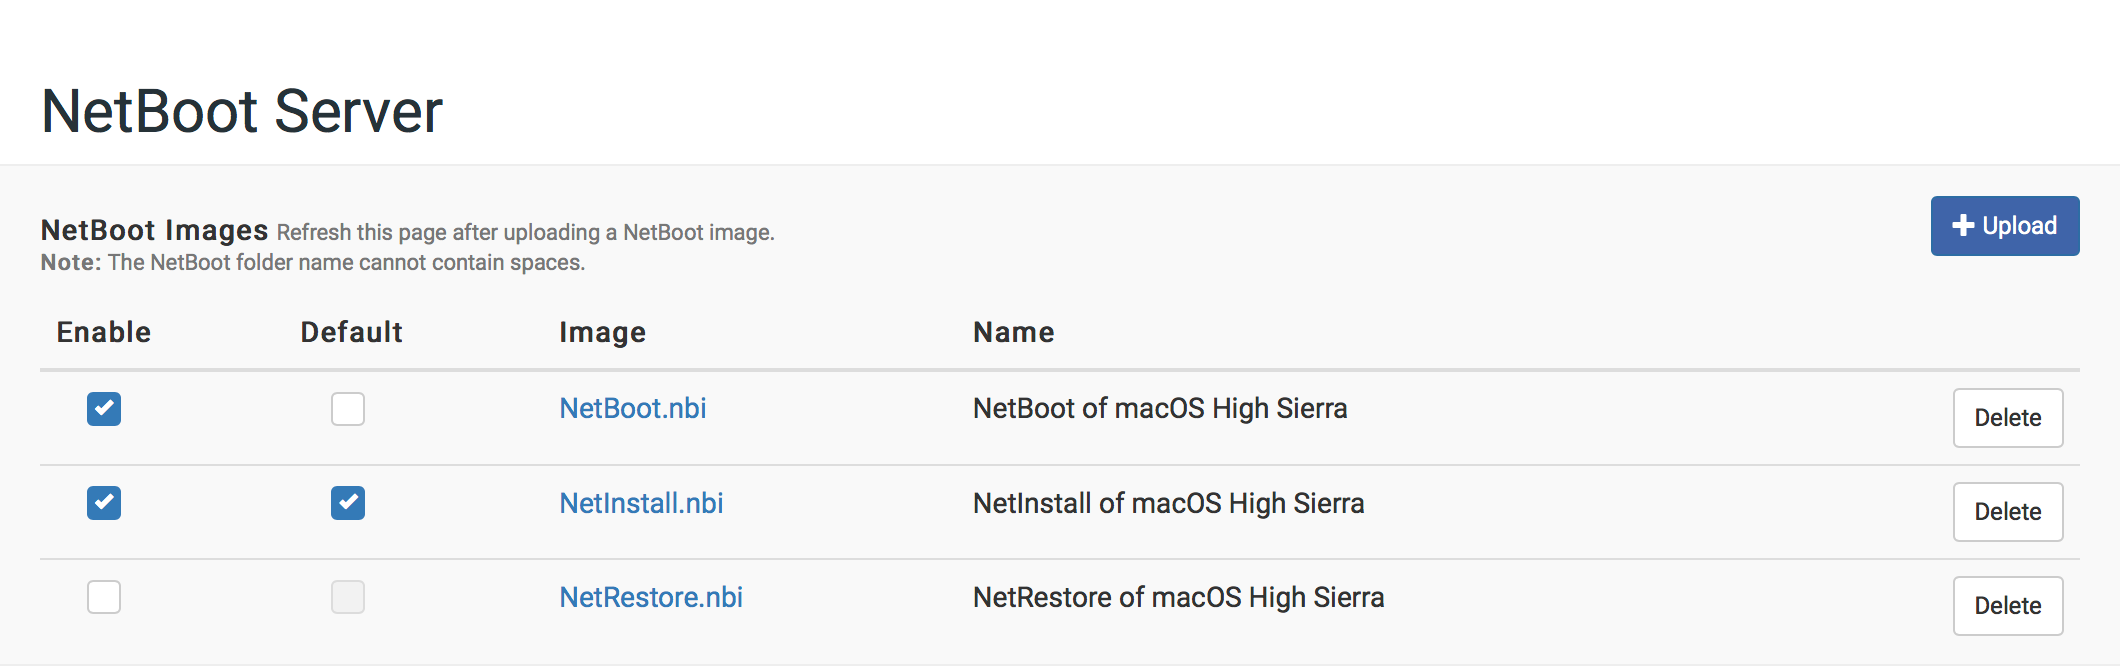 NetBoot Server
NetBoot Images Refresh this page after uploading a NetBoot image.
Note: The NetBoot folder name cannot contain spaces.
Upload
Enable Default Image Name
NetBoot.nbi NetBoot of macOS High Sierra Delete
NetInstall.nbi NetInstall of macOS High Sierra Delete
NetRestore.nbi NetRestore of macOS High Sierra Delete